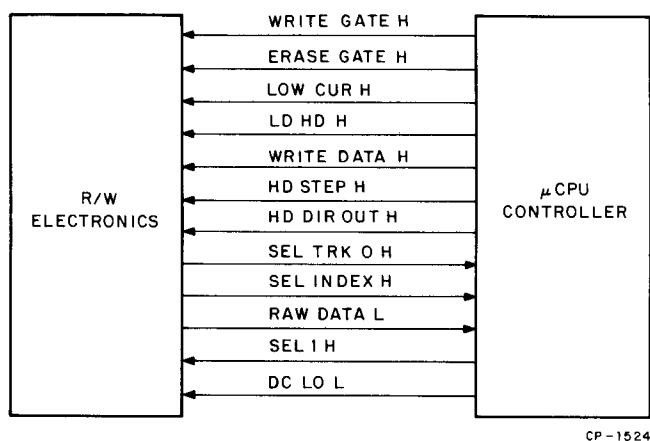 WRITE GATE H
ERASE GATE H
LOW CUR H
LD HD H
WRITE DATA H
R/W
ELECTRONICS
HD STEP H
HD DIR OUT H
μCPU
CONTROLLER
SEL TRK 0 H
SEL INDEX H
RAW DATA L
SEL 1 H
DC LO L
CP-1524